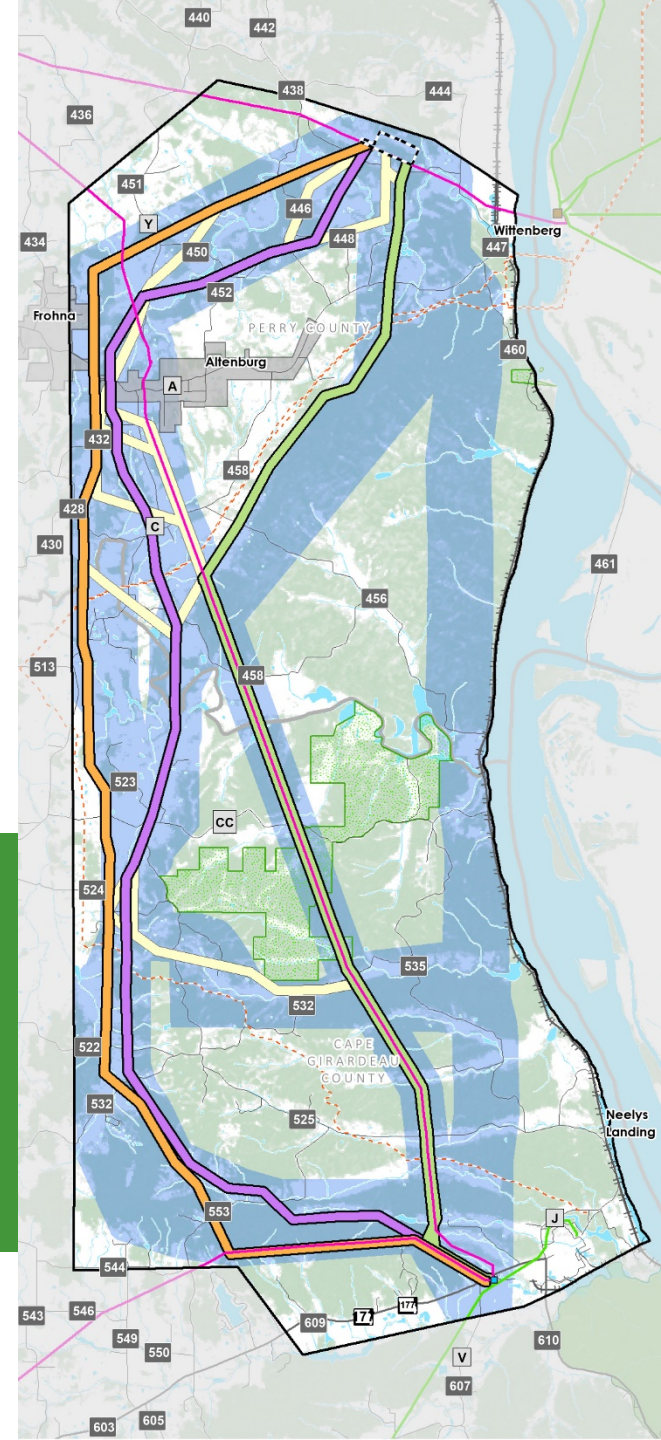 440
442
438
444
436
451
446
Y
434
450
448
Wittenberg
447
452
Frohna
PERRY COUNTY
Altenburg
460
A
432
458
428
C
430
461
456
513
458
523
CC
524
535
532
522
CAPE
GIRARDEAU
COUNTY
532
525
Neelys
Landing
553
J
544
177
177
543
546
609
549
550
610
V
607
603
605